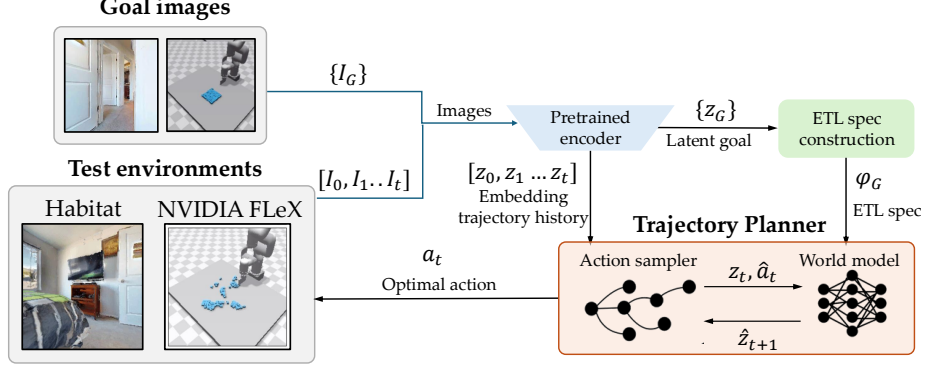 Goal images
{I_G}
Images
Pretrained
encoder
{z_G}
Latent goal
ETL spec
construction
Test environments
[I_0, I_1 . . I_t]
[z_0, z_1 … z_t]
Embedding
trajectory history
φ_G
ETL spec
Habitat
NVIDIA FLeX
a_t
Optimal action
Trajectory Planner
Action sampler
World model
z_t, â_t
ẑ_{t+1}